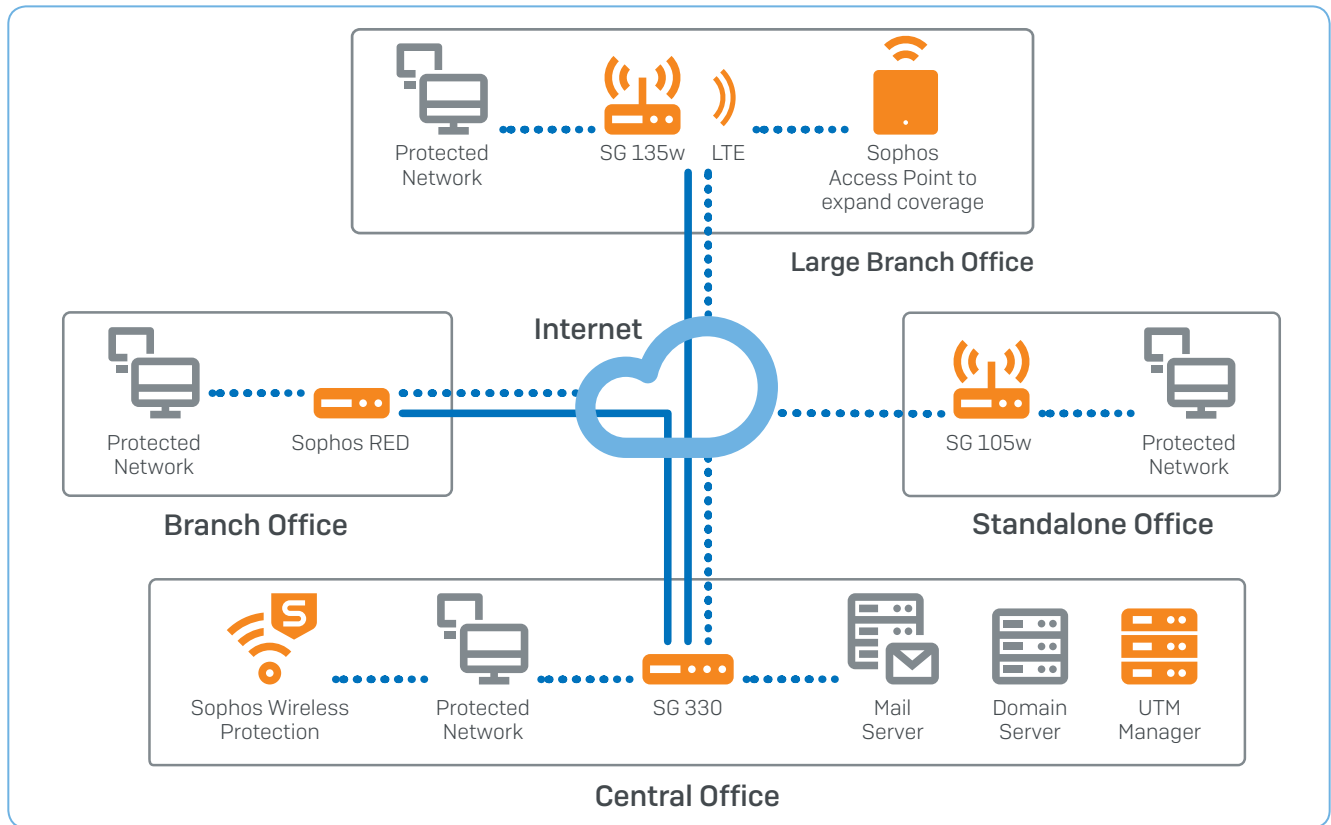 Protected
Network
SG 135w
LTE
Sophos
Access Point to
expand coverage
Large Branch Office
Internet
Protected
Network
Sophos RED
Branch Office
SG 105w
Protected
Network
Standalone Office
S
Sophos Wireless
Protection
Protected
Network
SG 330
Mail
Server
Domain
Server
UTM
Manager
Central Office